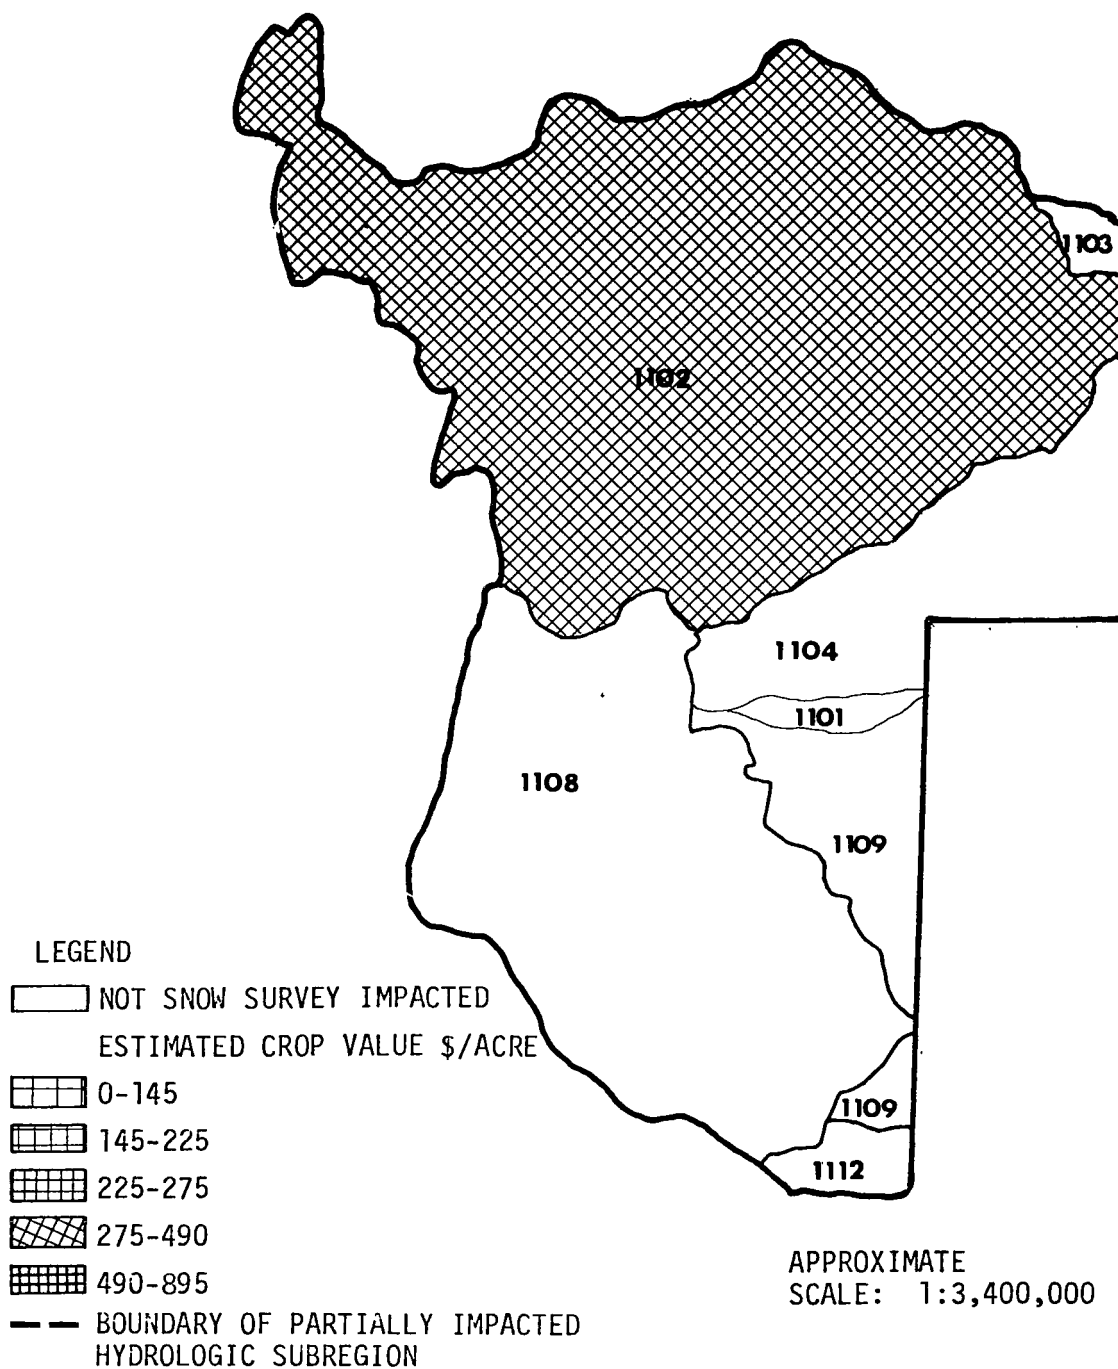 1103
1102
1104
1101
1108
1109
LEGEND
NOT SNOW SURVEY IMPACTED
ESTIMATED CROP VALUE $/ACRE
0-145
145-225
225-275
275-490
490-895
BOUNDARY OF PARTIALLY IMPACTED
HYDROLOGIC SUBREGION
1109
1112
APPROXIMATE
SCALE: 1:3,400,000